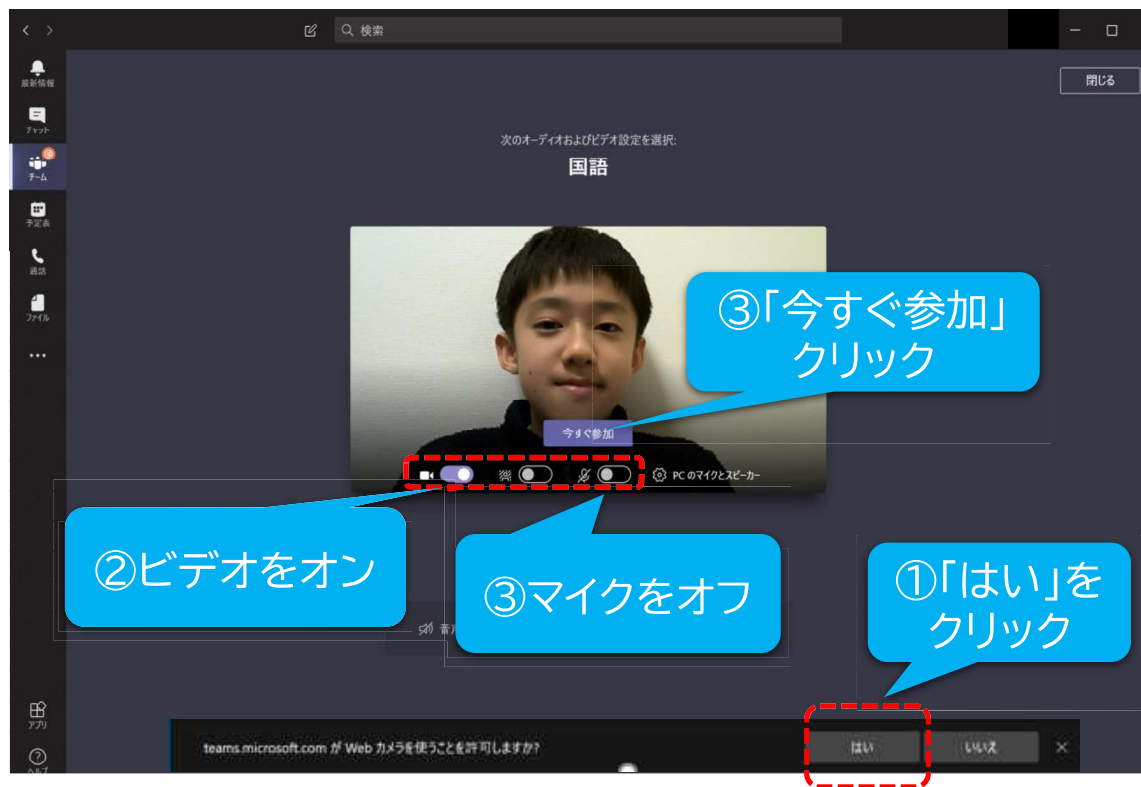 検索
最新情報
チャット
チーム
予定表
通話
ファイル
閉じる
次のオーディオおよびビデオ設定を選択:
国語
③「今すぐ参加」
クリック
今すぐ参加
PC のマイクとスピーカー
②ビデオをオン
③マイクをオフ
①「はい」を
クリック
アプリ
ヘルプ
teams.microsoft.com が Web カメラを使うことを許可しますか?
はい
いいえ